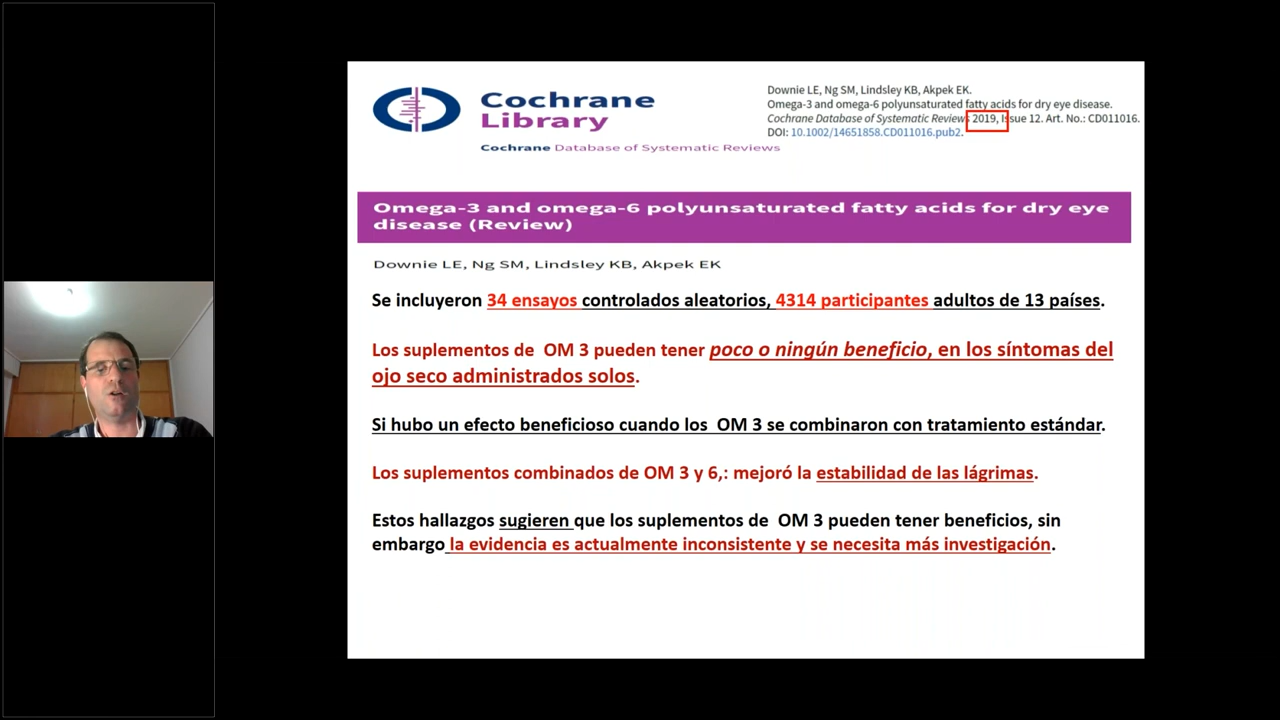 Cochrane
Library
Cochrane Database of Systematic Reviews
Downie LE, Ng SM, Lindsley KB, Akpek EK.
Omega-3 and omega-6 polyunsaturated fatty acids for dry eye disease.
Cochrane Database of Systematic Reviews 2019, Issue 12. Art. No.: CD011016.
DOI: 10.1002/14651858.CD011016.pub2.
Omega-3 and omega-6 polyunsaturated fatty acids for dry eye
disease (Review)
Downie LE, Ng SM, Lindsley KB, Akpek EK
Se incluyeron 34 ensayos controlados aleatorios, 4314 participantes adultos de 13 países.
Los suplementos de OM 3 pueden tener poco o ningún beneficio, en los síntomas del
ojo seco administrados solos.
Si hubo un efecto beneficioso cuando los OM 3 se combinaron con tratamiento estándar.
Los suplementos combinados de OM 3 y 6,: mejoró la estabilidad de las lágrimas.
Estos hallazgos sugieren que los suplementos de OM 3 pueden tener beneficios, sin
embargo la evidencia es actualmente inconsistente y se necesita más investigación.